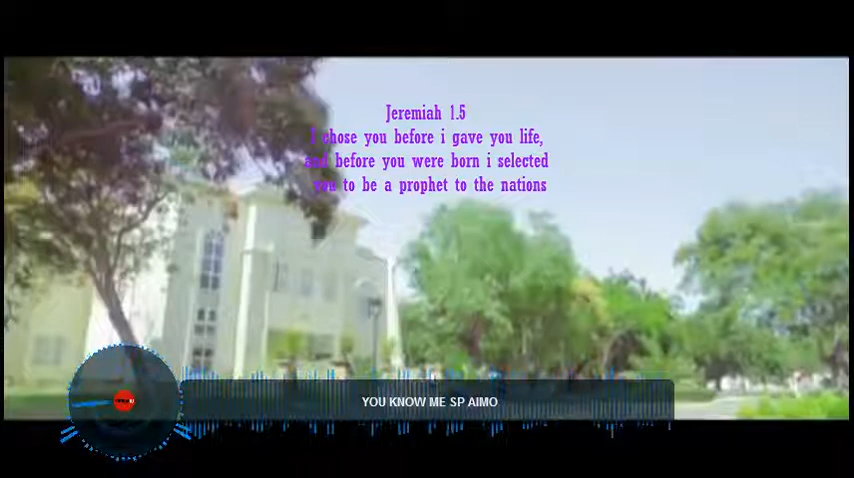 Jeremiah 1.5
I chose you before i gave you life,
and before you were born i selected
you to be a prophet to the nations
YOU KNOW ME SP AIMO